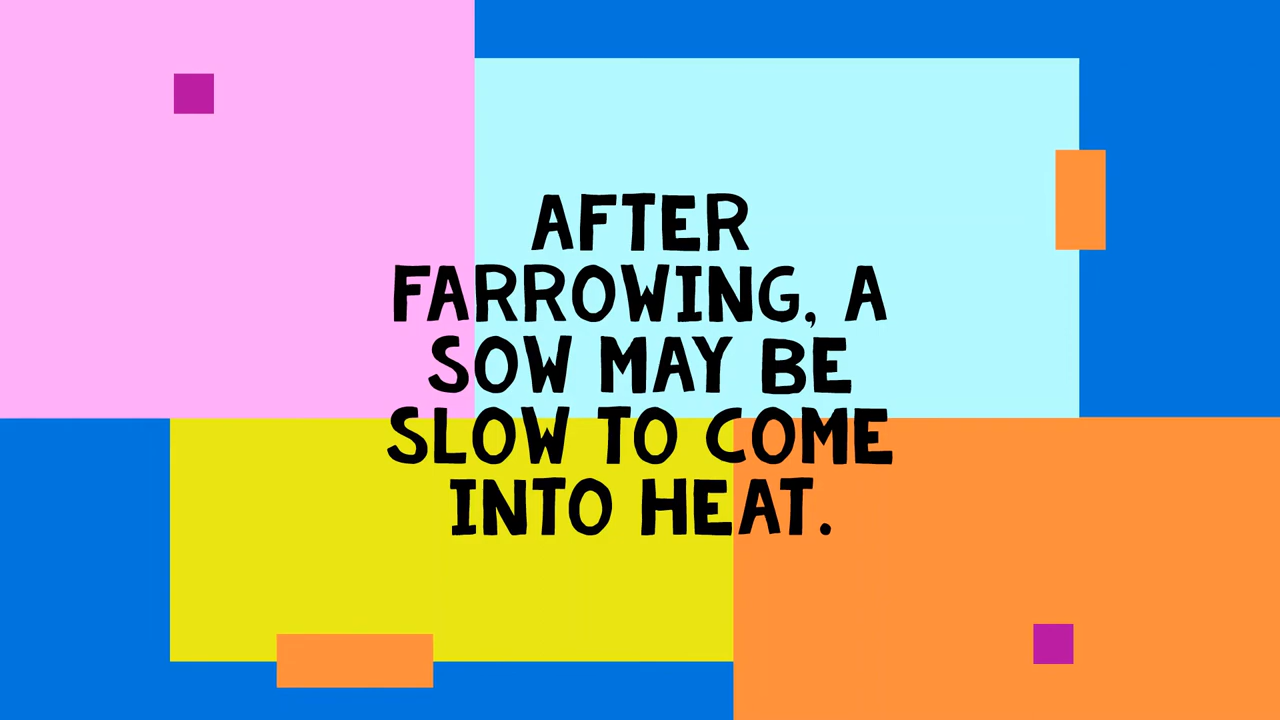 AFTER
FARROWING, A
SOW MAY BE
SLOW TO COME
INTO HEAT.